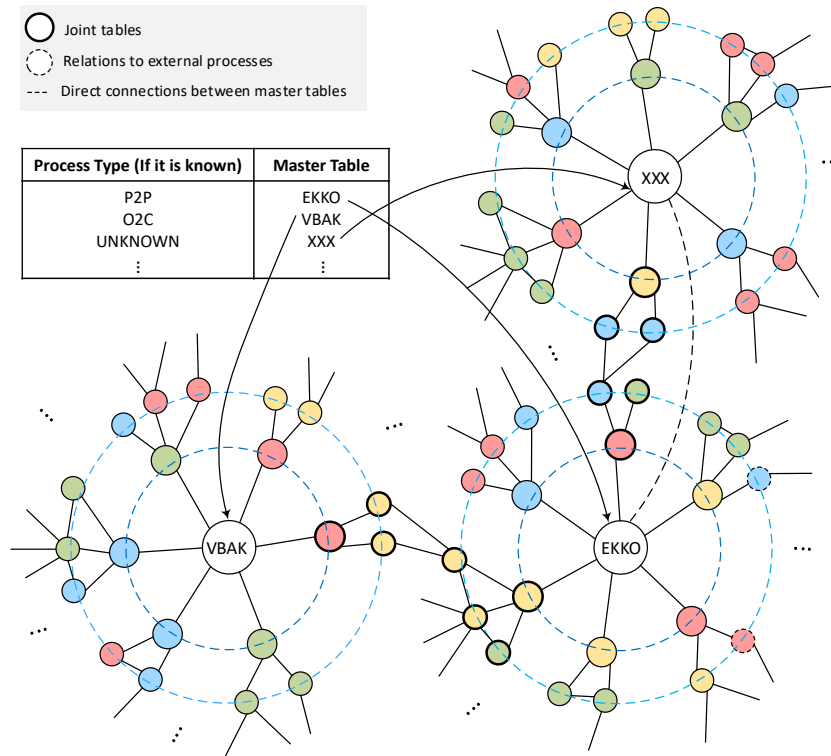 Joint tables
Relations to external processes
Direct connections between master tables
Process Type (If it is known) Master Table
P2P EKKO
O2C VBAK
UNKNOWN XXX
⋮ ⋮
XXX
...
...
...
...
VBAK
EKKO
...
...
...
...